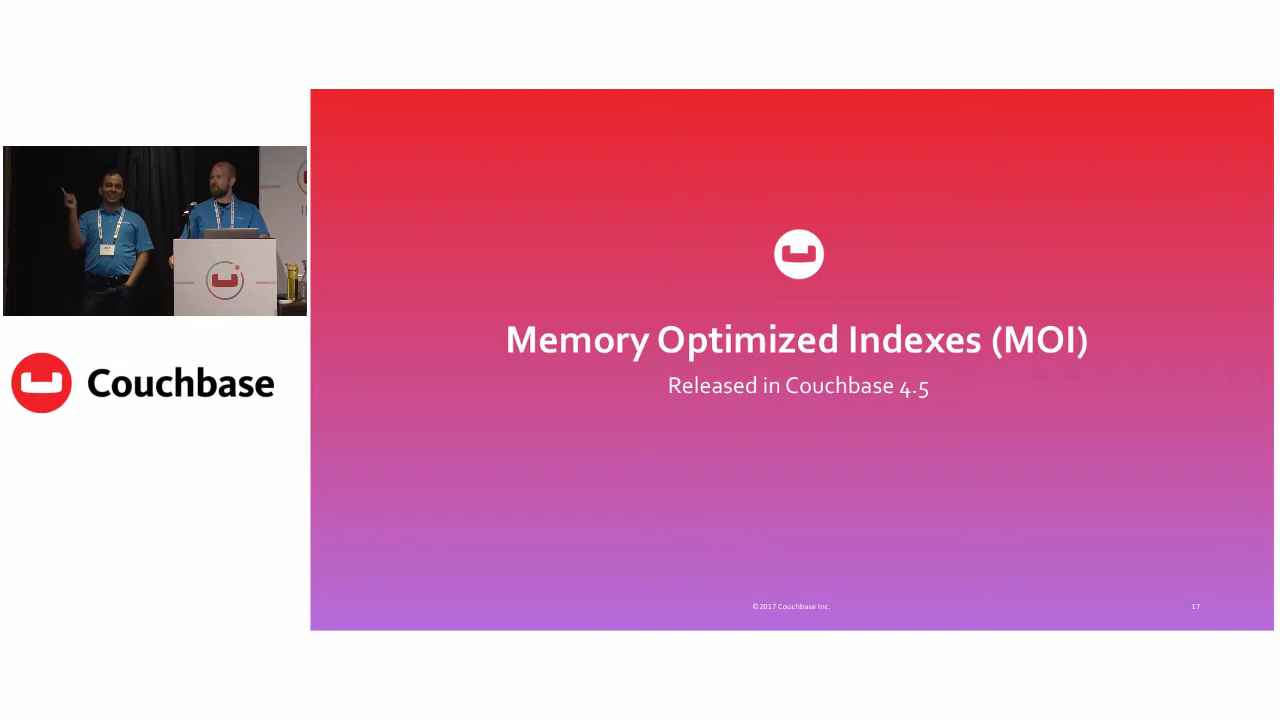 Couchbase
Memory Optimized Indexes (MOI)
Released in Couchbase 4.5
©2017 Couchbase Inc.
17